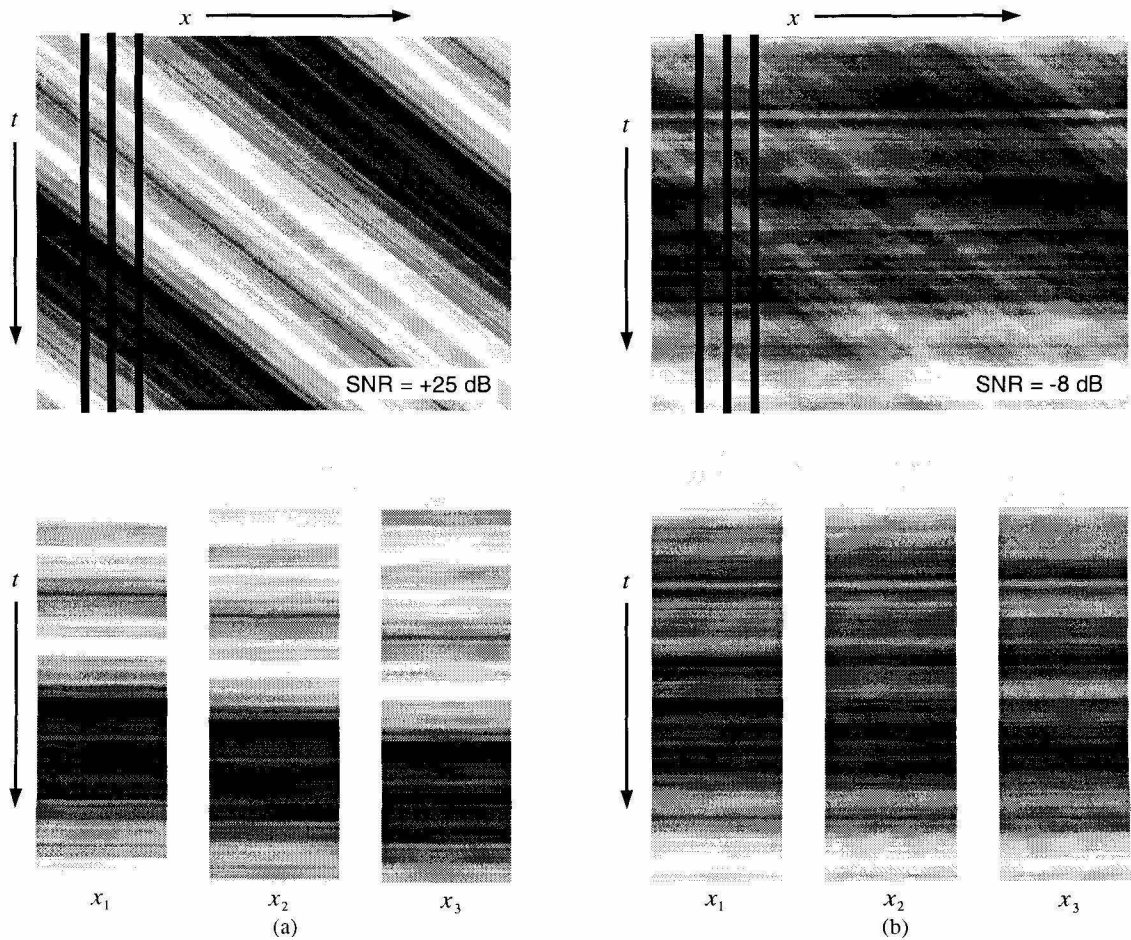 x
t
SNR = +25 dB
t
x1
x2
x3
(a)
x
t
SNR = -8 dB
t
x1
x2
x3
(b)